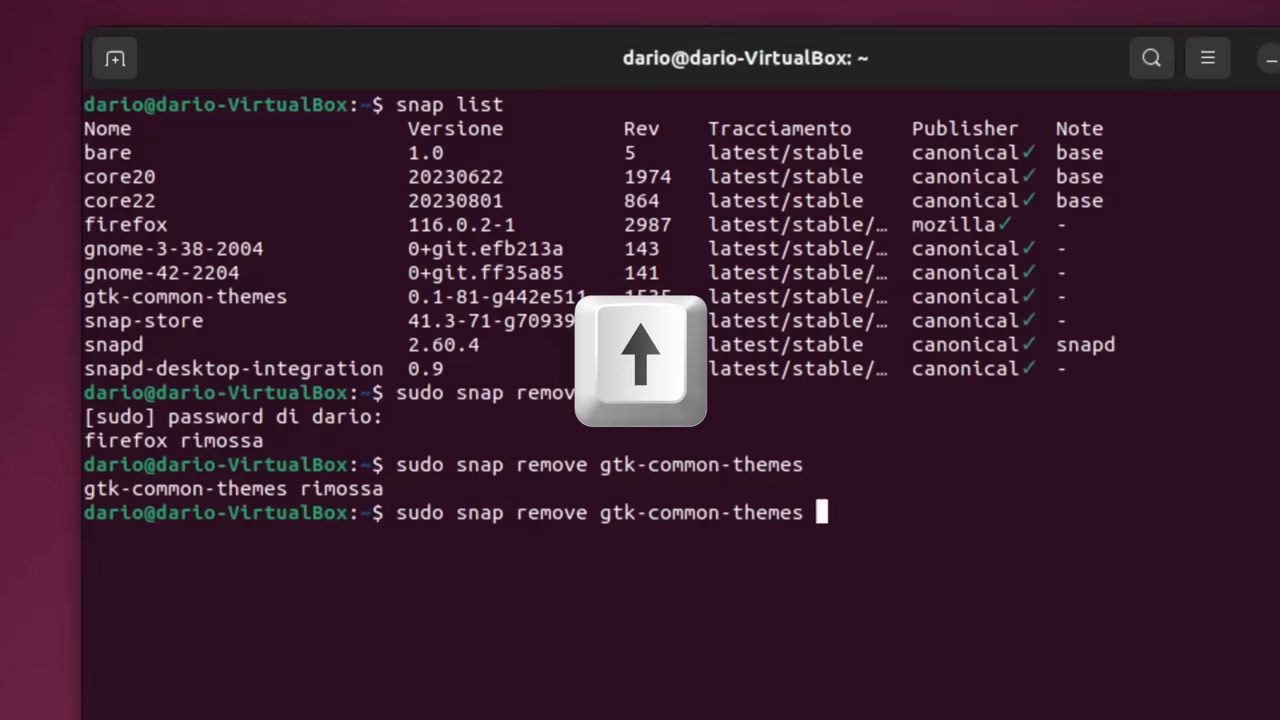 dario@dario-VirtualBox: ~
dario@dario-VirtualBox:~$ snap list
Nome Versione Rev Tracciamento Publisher Note
bare 1.0 5 latest/stable canonical✓ base
core20 20230622 1974 latest/stable canonical✓ base
core22 20230801 864 latest/stable canonical✓ base
firefox 116.0.2-1 2987 latest/stable/… mozilla✓ -
gnome-3-38-2004 0+git.efb213a 143 latest/stable/… canonical✓ -
gnome-42-2204 0+git.ff35a85 141 latest/stable/… canonical✓ -
gtk-common-themes 0.1-81-g442e511 1535 latest/stable/… canonical✓ -
snap-store 41.3-71-g70939 latest/stable/… canonical✓ -
snapd 2.60.4 latest/stable canonical✓ snapd
snapd-desktop-integration 0.9 latest/stable/… canonical✓ -
dario@dario-VirtualBox:~$ sudo snap remov
[sudo] password di dario:
firefox rimossa
dario@dario-VirtualBox:~$ sudo snap remove gtk-common-themes
gtk-common-themes rimossa
dario@dario-VirtualBox:~$ sudo snap remove gtk-common-themes